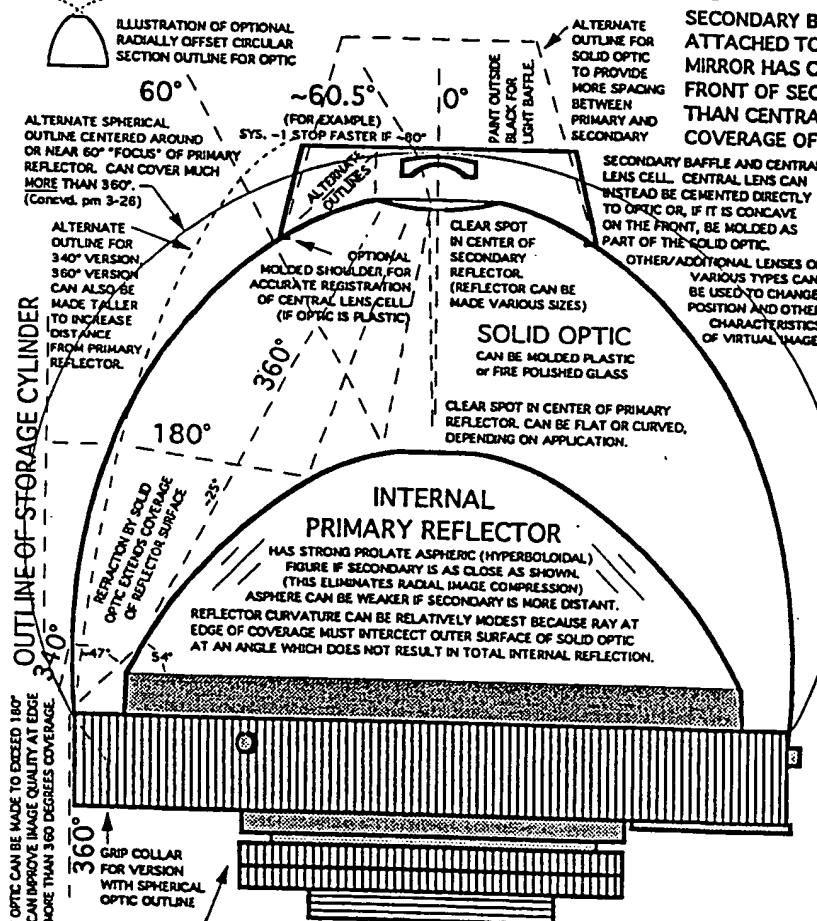 ILLUSTRATION OF OPTIONAL
RADIALLY OFFSET CIRCULAR
SECTION OUTLINE FOR OPTIC
60°
~60.5°
(FOR EXAMPLE)
SYS. ~1 STOP FASTER IF ~80°
0°
PAINT OUTSIDE
BLACK FOR
LIGHT BAFFLE.
ALTERNATE
OUTLINE FOR
SOLID OPTIC
TO PROVIDE
MORE SPACING
BETWEEN
PRIMARY AND
SECONDARY
SECONDARY B
ATTACHED TO
MIRROR HAS C
FRONT OF SEC
THAN CENTRA
COVERAGE OF
ALTERNATE SPHERICAL
OUTLINE CENTERED AROUND
OR NEAR 60° "FOCUS" OF PRIMARY
REFLECTOR. CAN COVER MUCH
MORE THAN 360°.
(Concvd. pm 3-26)
ALTERNATE
OUTLINES
SECONDARY BAFFLE AND CENTRAL
LENS CELL. CENTRAL LENS CAN
INSTEAD BE CEMENTED DIRECTLY
TO OPTIC OR, IF IT IS CONCAVE
ON THE FRONT, BE MOLDED AS
PART OF THE SOLID OPTIC.
OTHER/ADDITIONAL LENSES O
VARIOUS TYPES CAN
BE USED TO CHANGE
POSITION AND OTHER
CHARACTERISTICS
OF VIRTUAL IMAGE
ALTERNATE
OUTLINE FOR
340° VERSION.
360° VERSION
CAN ALSO BE
MADE TALLER
TO INCREASE
DISTANCE
FROM PRIMARY
REFLECTOR.
OPTIONAL
MOLDED SHOULDER FOR
ACCURATE REGISTRATION
OF CENTRAL LENS CELL
(IF OPTIC IS PLASTIC)
CLEAR SPOT
IN CENTER OF
SECONDARY
REFLECTOR.
(REFLECTOR CAN BE
MADE VARIOUS SIZES)
SOLID OPTIC
CAN BE MOLDED PLASTIC
or FIRE POLISHED GLASS
360°
CLEAR SPOT IN CENTER OF PRIMARY
REFLECTOR. CAN BE FLAT OR CURVED,
DEPENDING ON APPLICATION.
OUTLINE OF STORAGE CYLINDER
180°
REFRACTION BY SOLID
OPTIC EXTENDS COVERAGE
OF REFLECTOR SURFACE
~25°
INTERNAL
PRIMARY REFLECTOR
HAS STRONG PROLATE ASPHERIC (HYPERBOLOIDAL)
FIGURE IF SECONDARY IS AS CLOSE AS SHOWN.
(THIS ELIMINATES RADIAL IMAGE COMPRESSION)
ASPHERE CAN BE WEAKER IF SECONDARY IS MORE DISTANT.
REFLECTOR CURVATURE CAN BE RELATIVELY MODEST BECAUSE RAY AT
EDGE OF COVERAGE MUST INTERCECT OUTER SURFACE OF SOLID OPTIC
AT AN ANGLE WHICH DOES NOT RESULT IN TOTAL INTERNAL REFLECTION.
340°
~47°
54°
OPTIC CAN BE MADE TO EXCEED 180°
CAN IMPROVE IMAGE QUALITY AT EDGE
MORE THAN 360 DEGREES COVERAGE.
360°
GRIP COLLAR
FOR VERSION
WITH SPHERICAL
OPTIC OUTLINE